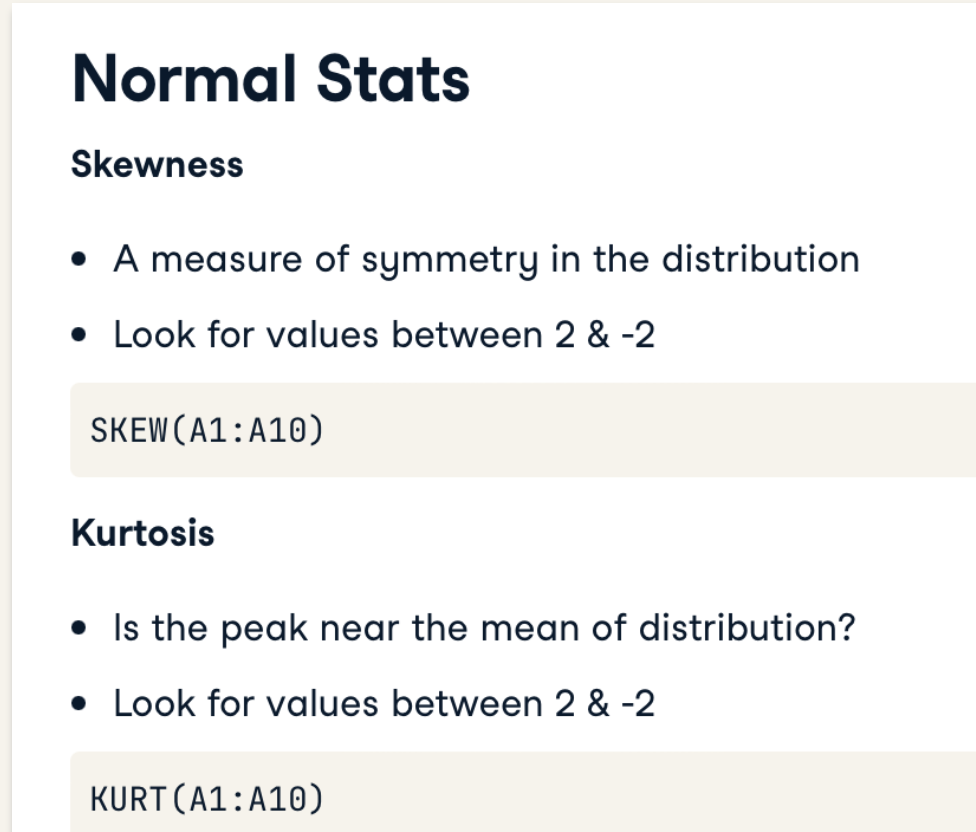 Normal Stats
Skewness
• A measure of symmetry in the distribution
• Look for values between 2 & -2
SKEW(A1:A10)
Kurtosis
• Is the peak near the mean of distribution?
• Look for values between 2 & -2
KURT(A1:A10)